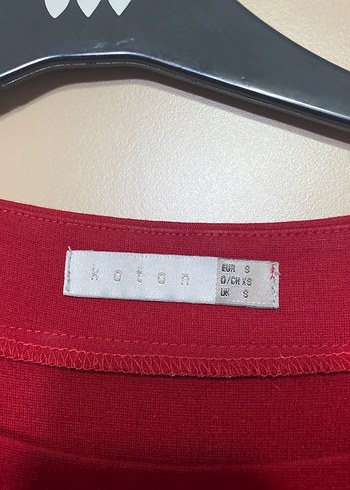 koton
EUR S
D/CH XS
UK S